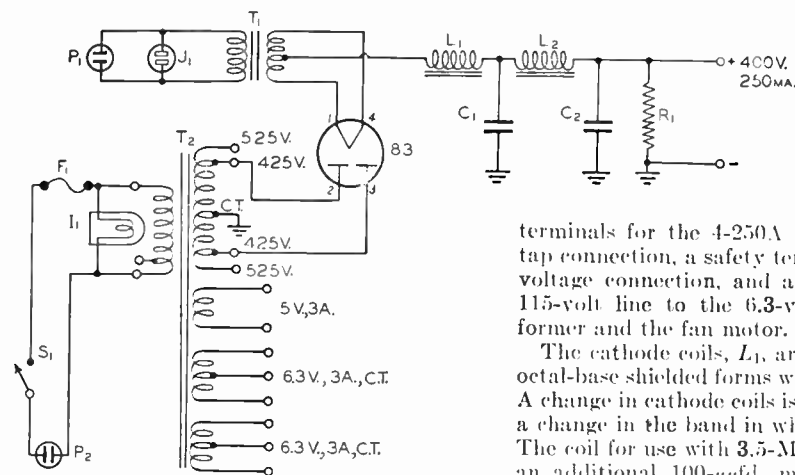 P₁
J₁
T₁
L₁
L₂
+ 400V.
250MA.
C₁
C₂
R₁
-
1
4
83
2
3
T₂
525V.
425V.
C.T.
425V.
525V.
F₁
I₁
S₁
P₂
5V,3A.
6.3V.,3A.,C.T.
6.3V.,3A,C.T.
terminals for the 4-250A
tap connection, a safety ter
voltage connection, and a
115-volt line to the 6.3-v
former and the fan motor.
The cathode coils, L₁, ar
octal-base shielded forms w
A change in cathode coils is
a change in the band in wh
The coil for use with 3.5-M
an additional 100-μμfd. m